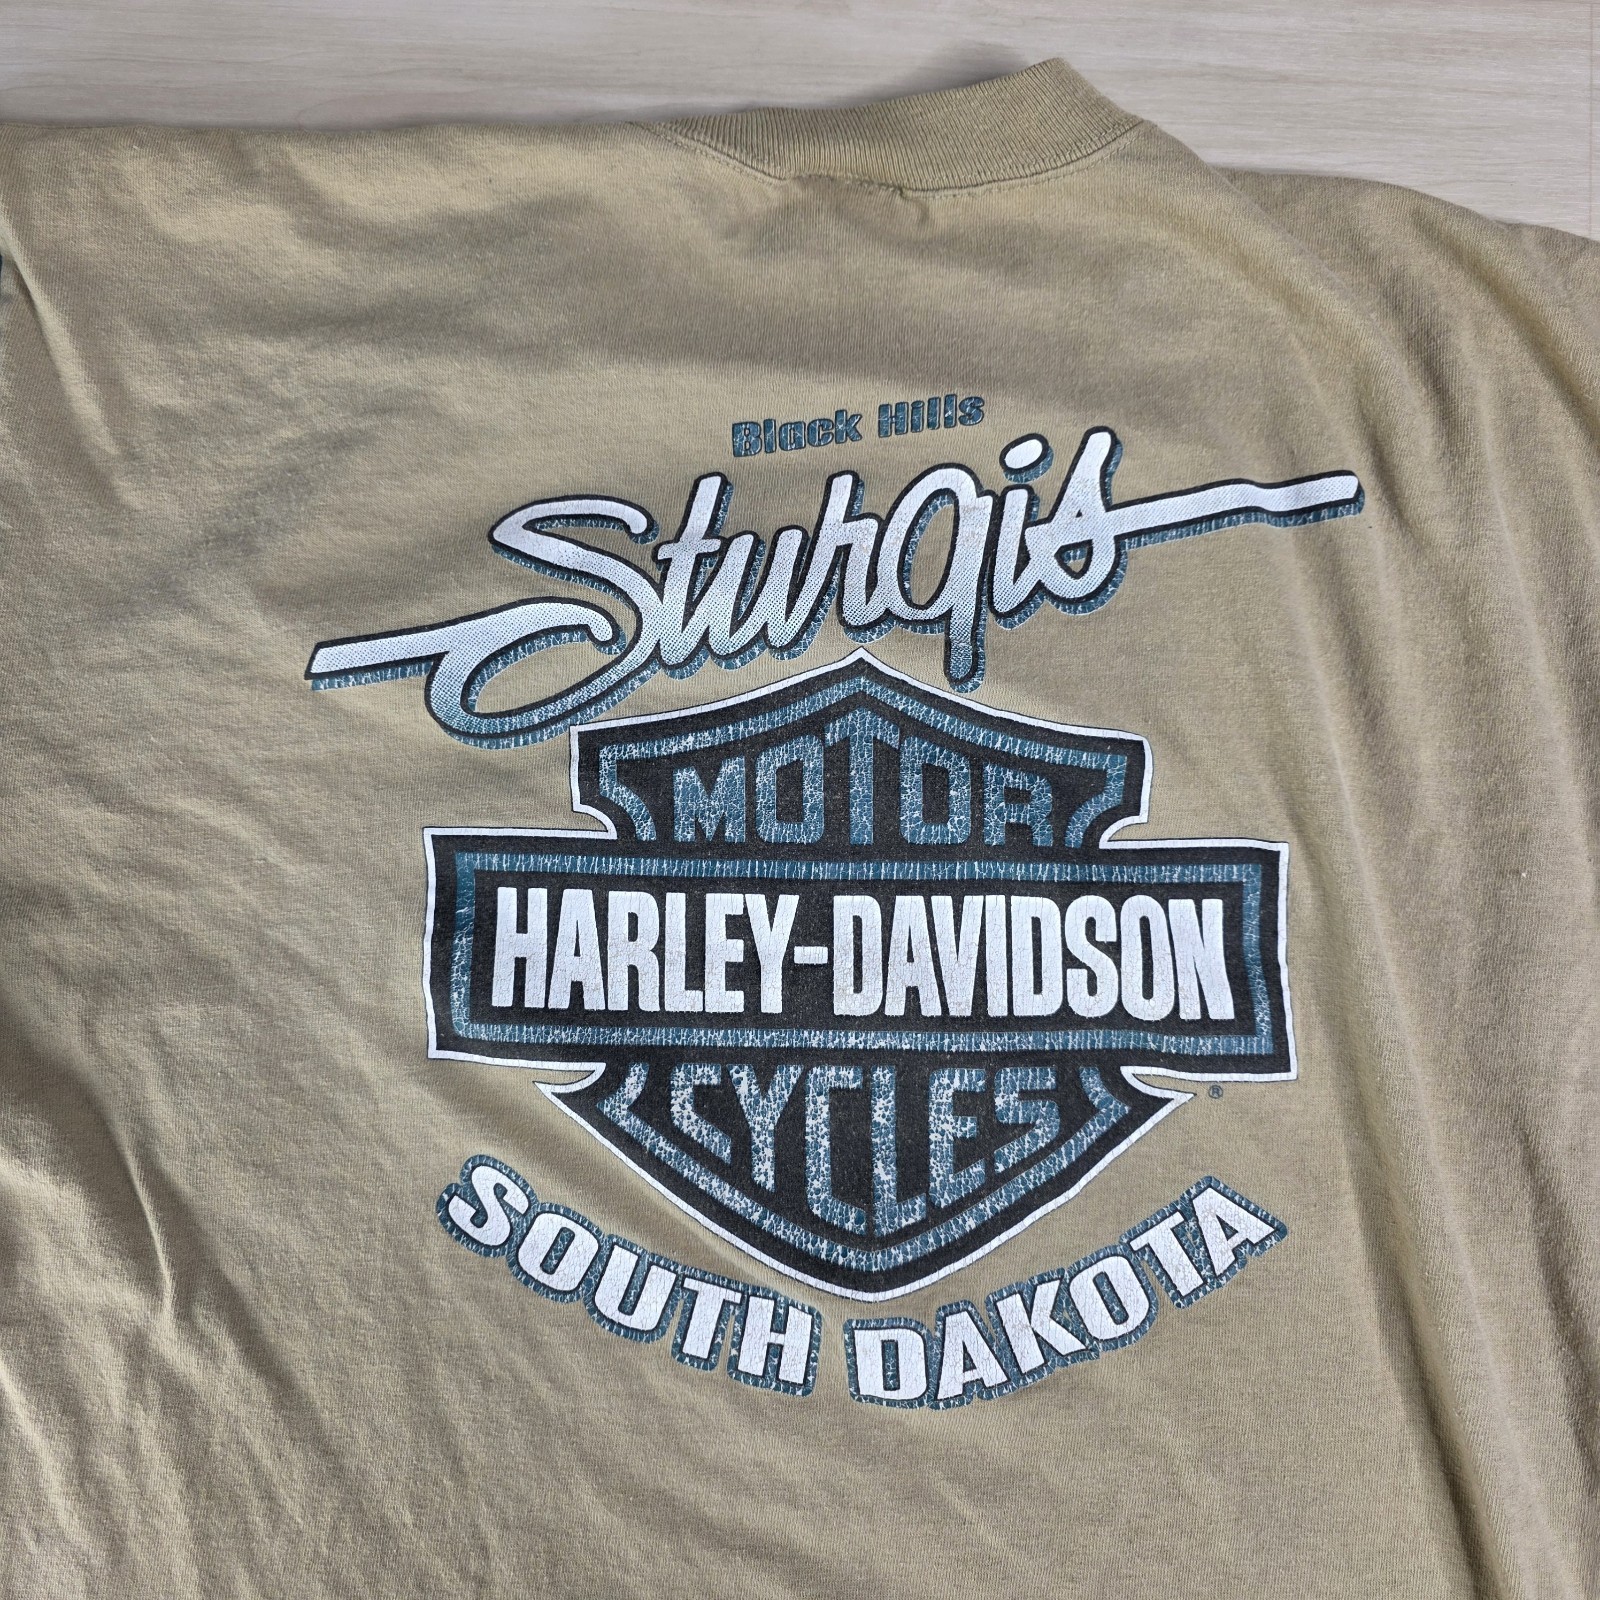 Black Hills
Sturgis
MOTOR
HARLEY-DAVIDSON
CYCLES
®
SOUTH DAKOTA